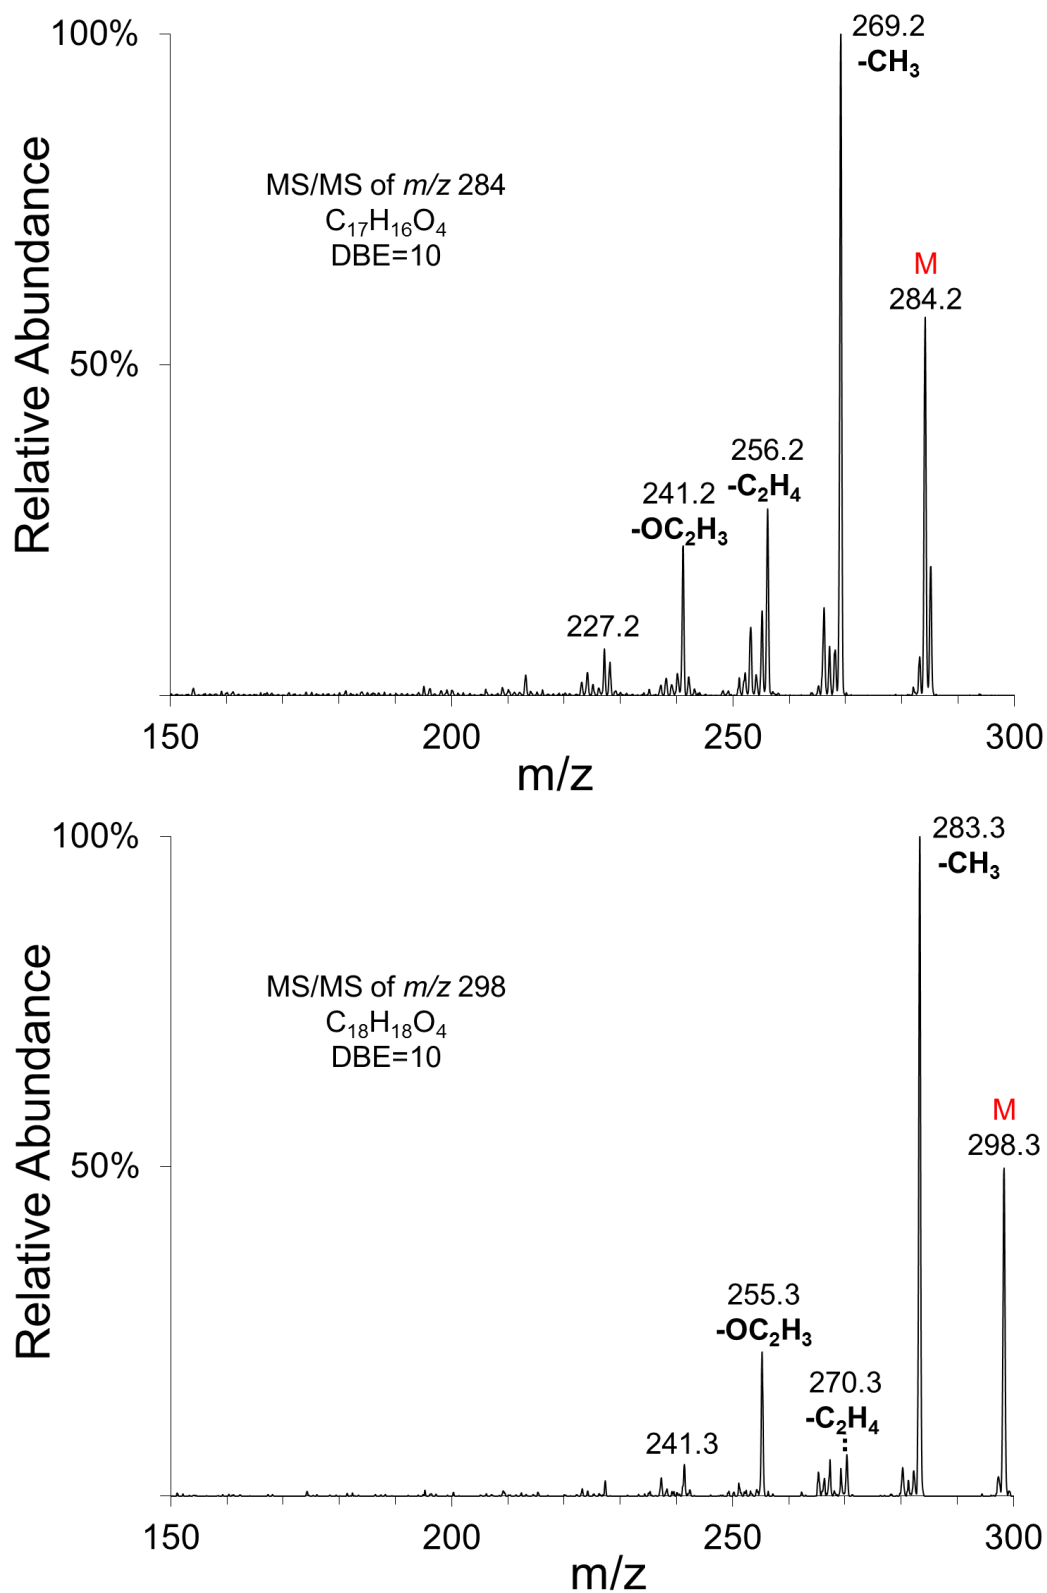 100%
269.2
-CH₃
MS/MS of m/z 284
C₁₇H₁₆O₄
DBE=10
M
284.2
Relative Abundance
50%
256.2
-C₂H₄
241.2
-OC₂H₃
227.2
150
200
250
300
m/z
100%
283.3
-CH₃
MS/MS of m/z 298
C₁₈H₁₈O₄
DBE=10
M
298.3
Relative Abundance
50%
255.3
-OC₂H₃
270.3
-C₂H₄
241.3
150
200
250
300
m/z